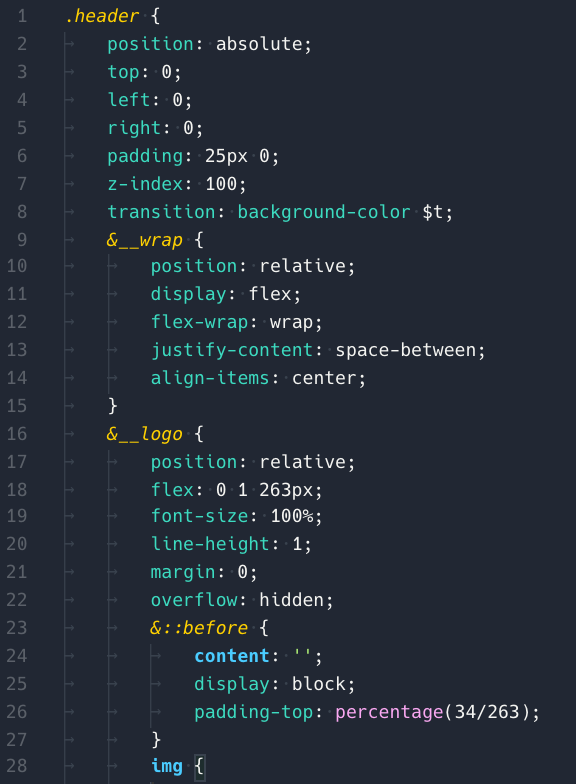 1 .header {
2 position: absolute;
3 top: 0;
4 left: 0;
5 right: 0;
6 padding: 25px 0;
7 z-index: 100;
8 transition: background-color $t;
9 &__wrap {
10 position: relative;
11 display: flex;
12 flex-wrap: wrap;
13 justify-content: space-between;
14 align-items: center;
15 }
16 &__logo {
17 position: relative;
18 flex: 0 1 263px;
19 font-size: 100%;
20 line-height: 1;
21 margin: 0;
22 overflow: hidden;
23 &::before {
24 content: '';
25 display: block;
26 padding-top: percentage(34/263);
27 }
28 img {